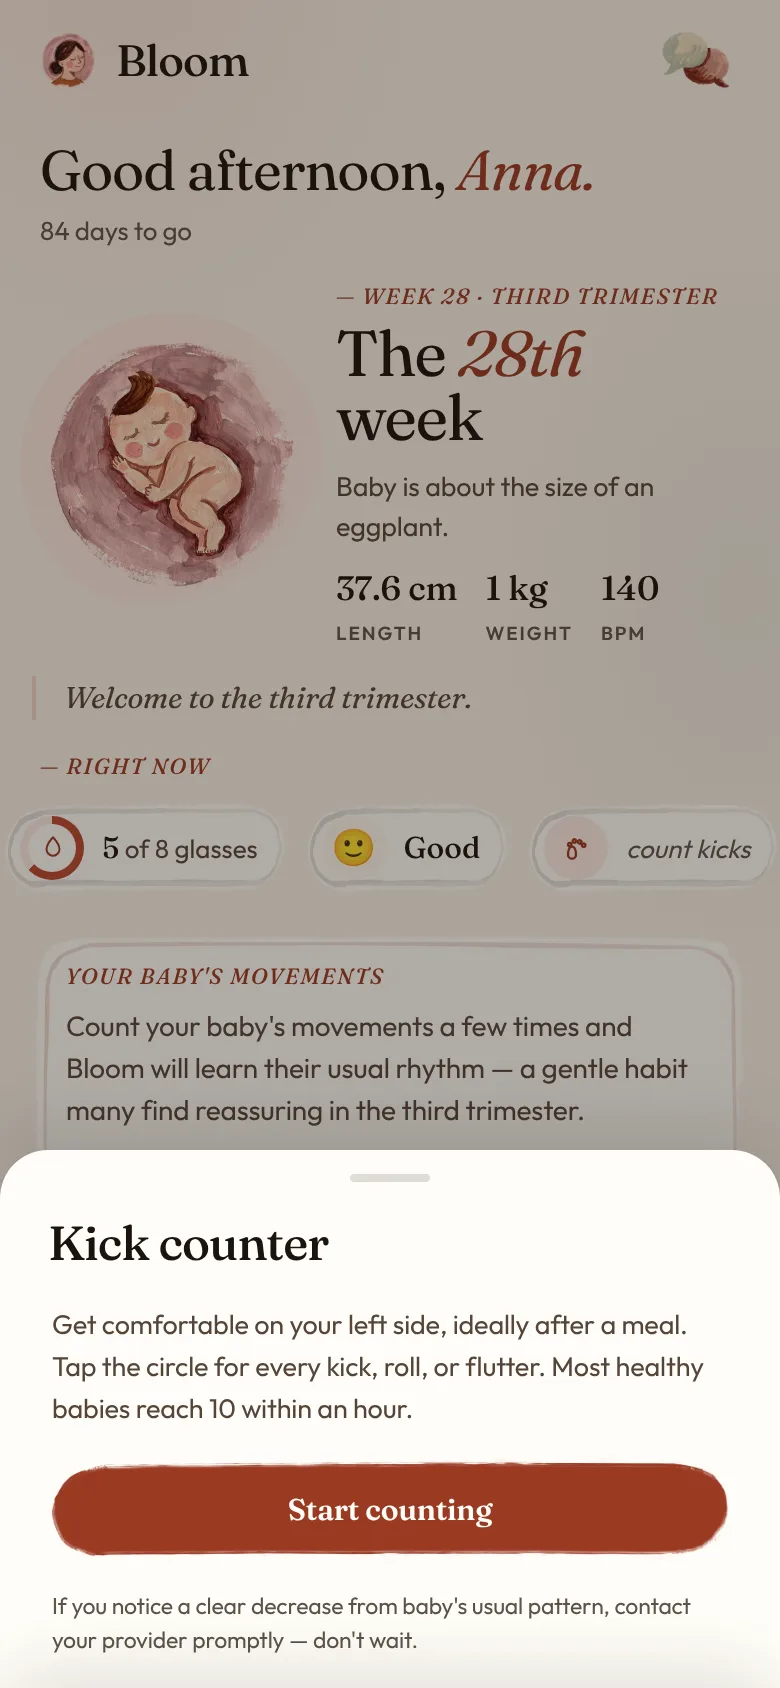 Bloom
Good afternoon, Anna.
84 days to go
— WEEK 28 · THIRD TRIMESTER
The 28th
week
Baby is about the size of an
eggplant.
37.6 cm 1 kg 140
LENGTH WEIGHT BPM
Welcome to the third trimester.
— RIGHT NOW
5 of 8 glasses Good count kicks
YOUR BABY'S MOVEMENTS
Count your baby's movements a few times and
Bloom will learn their usual rhythm — a gentle habit
many find reassuring in the third trimester.
Kick counter
Get comfortable on your left side, ideally after a meal.
Tap the circle for every kick, roll, or flutter. Most healthy
babies reach 10 within an hour.
Start counting
If you notice a clear decrease from baby's usual pattern, contact
your provider promptly — don't wait.